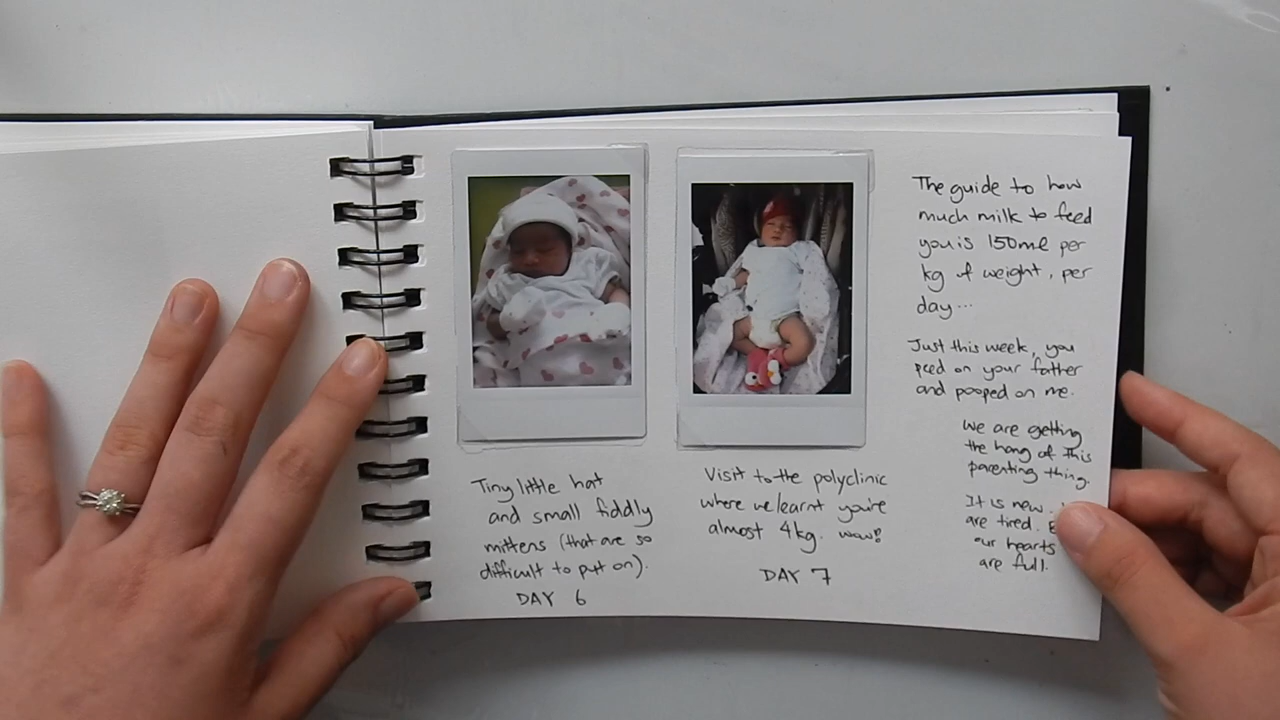 Tiny little hat
and small fiddly
mittens (that are so
difficult to put on).
DAY 6
Visit to the polyclinic
where we learnt you're
almost 4kg. wow!!
DAY 7
The guide to how
much milk to feed
you is 150ml per
kg of weight, per
day...
Just this week, you
peed on your father
and pooped on me.
We are getting
the hang of this
parenting thing.
It is new.
are tired.
our hearts
are full.